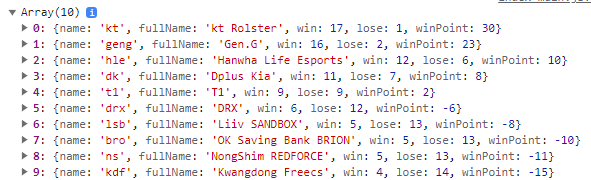 Array(10) i
0: {name: 'kt', fullName: 'kt Rolster', win: 17, lose: 1, winPoint: 30}
1: {name: 'geng', fullName: 'Gen.G', win: 16, lose: 2, winPoint: 23}
2: {name: 'hle', fullName: 'Hanwha Life Esports', win: 12, lose: 6, winPoint: 10}
3: {name: 'dk', fullName: 'Dplus Kia', win: 11, lose: 7, winPoint: 8}
4: {name: 't1', fullName: 'T1', win: 9, lose: 9, winPoint: 2}
5: {name: 'drx', fullName: 'DRX', win: 6, lose: 12, winPoint: -6}
6: {name: 'lsb', fullName: 'Liiv SANDBOX', win: 5, lose: 13, winPoint: -8}
7: {name: 'bro', fullName: 'OK Saving Bank BRION', win: 5, lose: 13, winPoint: -10}
8: {name: 'ns', fullName: 'NongShim REDFORCE', win: 5, lose: 13, winPoint: -11}
9: {name: 'kdf', fullName: 'Kwangdong Freecs', win: 4, lose: 14, winPoint: -15}